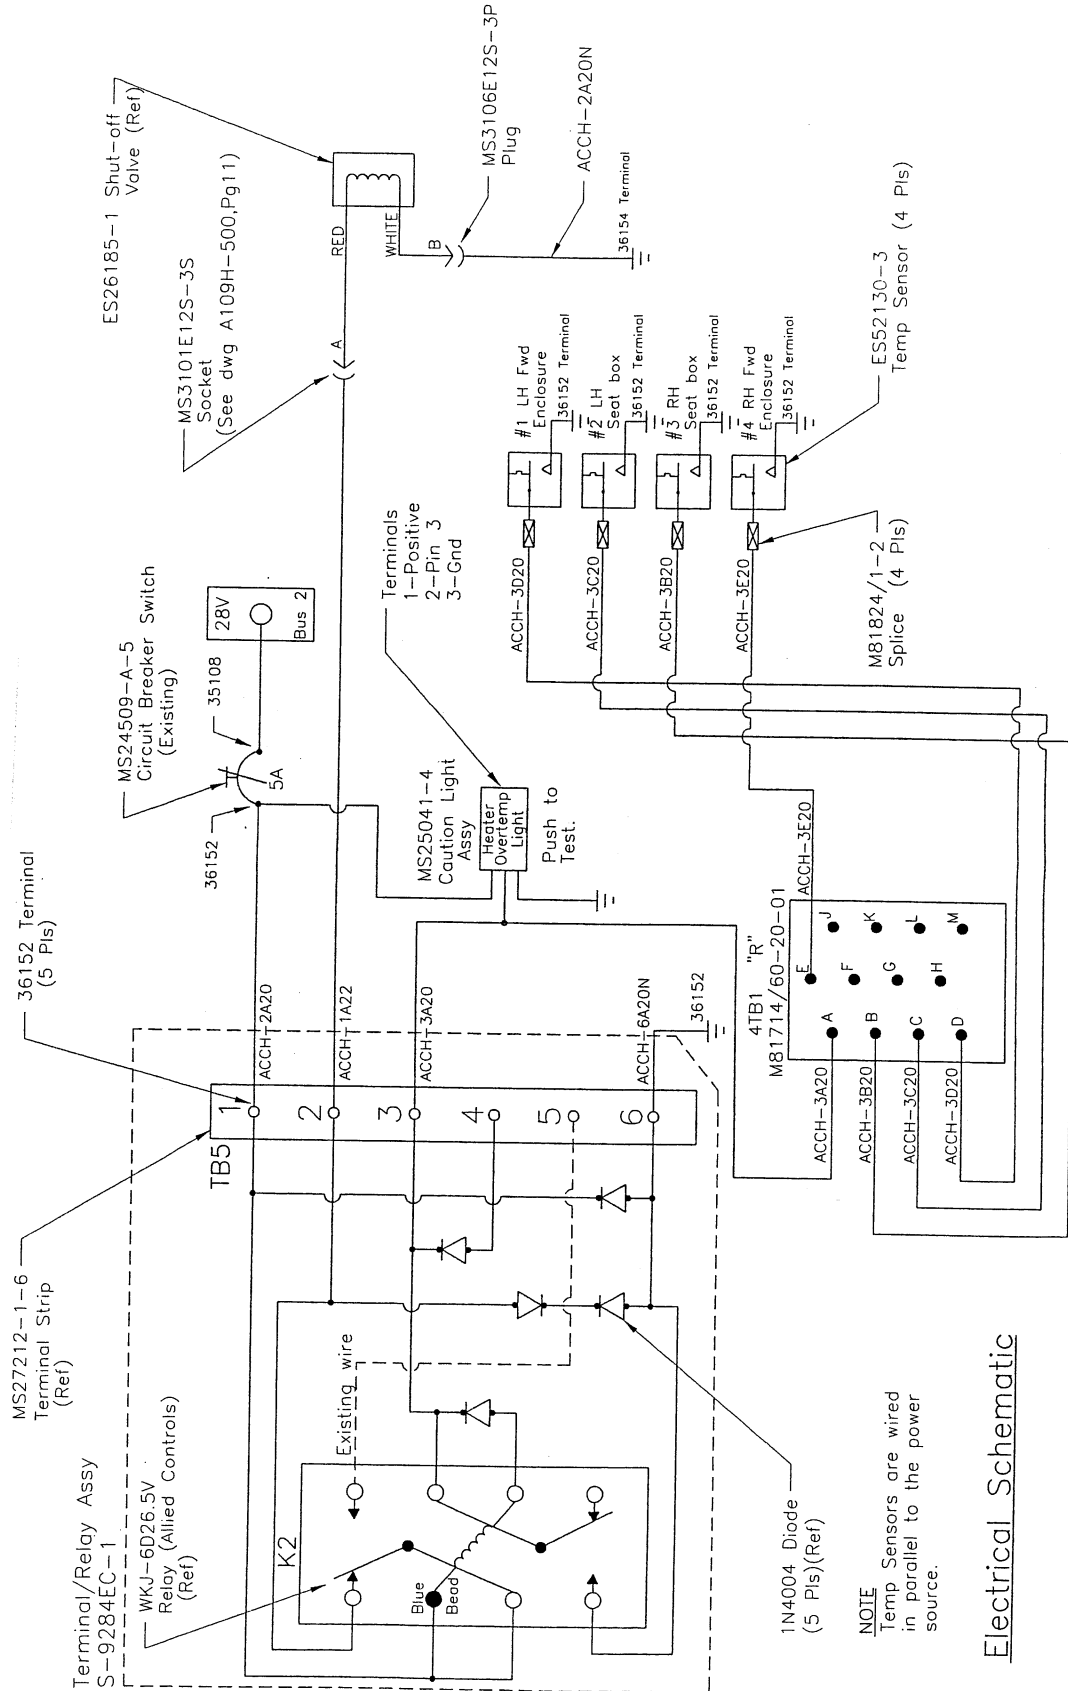 ES26185-1 Shut-off
Valve (Ref)
MS3101E12S-3S
Socket
(See dwg A109H-500,Pg11)
RED
WHITE
A
B
MS3106E12S-3P
Plug
ACCH-2A20N
36154 Terminal
MS24509-A-5
Circuit Breaker Switch
(Existing)
35108
36152
5A
28V
Bus 2
Terminals
1-Positive
2-Pin 3
3-Gnd
MS25041-4
Caution Light
Assy
Heater
Overtemp
Light
Push to
Test.
#1 LH Fwd
Enclosure
36152 Terminal
#2 LH
Seat box
36152 Terminal
#3 RH
Seat box
36152 Terminal
#4 RH Fwd
Enclosure
36152 Terminal
ES52130-3
Temp Sensor (4 Pls)
ACCH-3D20
ACCH-3C20
ACCH-3B20
ACCH-3E20
M81824/1-2
Splice (4 Pls)
36152 Terminal
(5 Pls)
MS27212-1-6
Terminal Strip
(Ref)
TB5
1
2
3
4
5
6
ACCH-2A20
ACCH-1A22
ACCH-3A20
ACCH-6A20N
36152
4TB1 "R"
M81714/60-20-01
A
B
C
D
E
F
G
H
J
K
L
M
ACCH-3E20
ACCH-3A20
ACCH-3B20
ACCH-3C20
ACCH-3D20
Terminal/Relay Assy
S-9284EC-1
WKJ-6D26.5V
Relay (Allied Controls)
(Ref)
K2
Existing wire
Blue
Bead
1N4004 Diode
(5 Pls)(Ref)
NOTE
Temp Sensors are wired
in parallel to the power
source.
Electrical Schematic